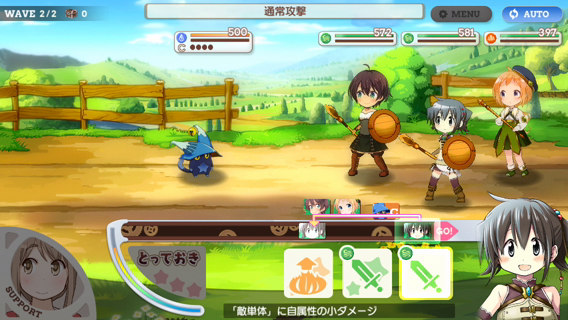 WAVE 2/2 0
通常攻撃
MENU
AUTO
500
572
581
397
C
GO!
とっておき
SUPPORT
「敵単体」に自属性の小ダメージ